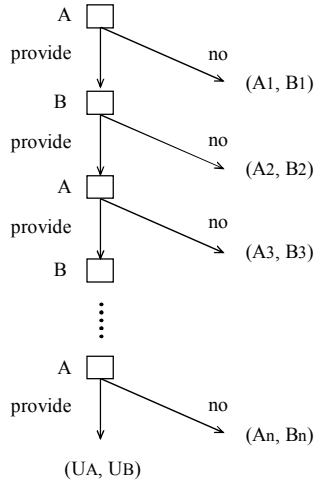 A
provide no
(A1, B1)
B
provide no
(A2, B2)
A
provide no
(A3, B3)
B
A
provide no
(An, Bn)
(UA, UB)